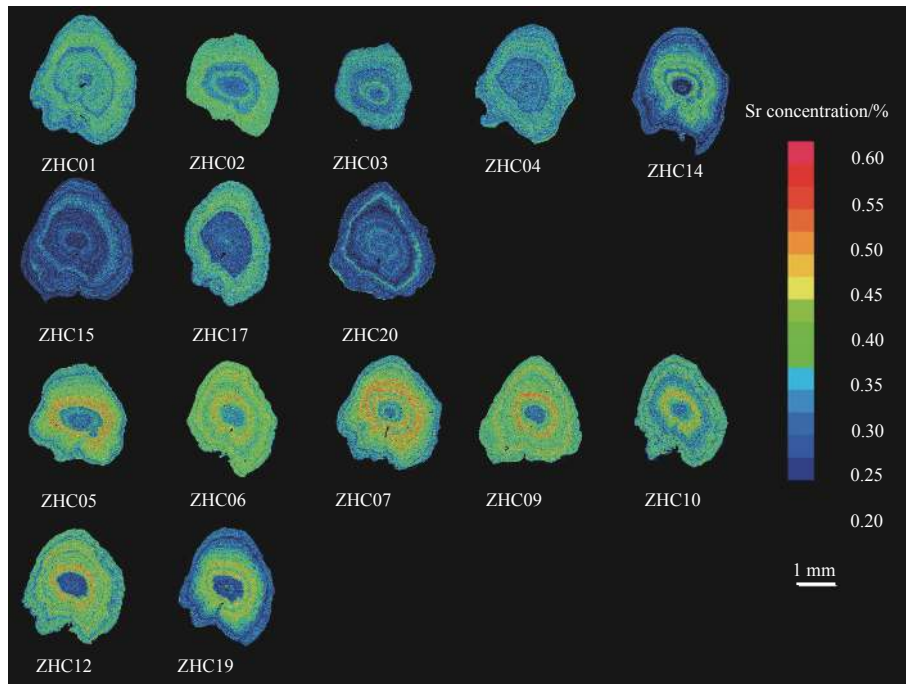 ZHC01
ZHC02
ZHC03
ZHC04
ZHC14
ZHC15
ZHC17
ZHC20
ZHC05
ZHC06
ZHC07
ZHC09
ZHC10
ZHC12
ZHC19
Sr concentration/%
0.60
0.55
0.50
0.45
0.40
0.35
0.30
0.25
0.20
1 mm